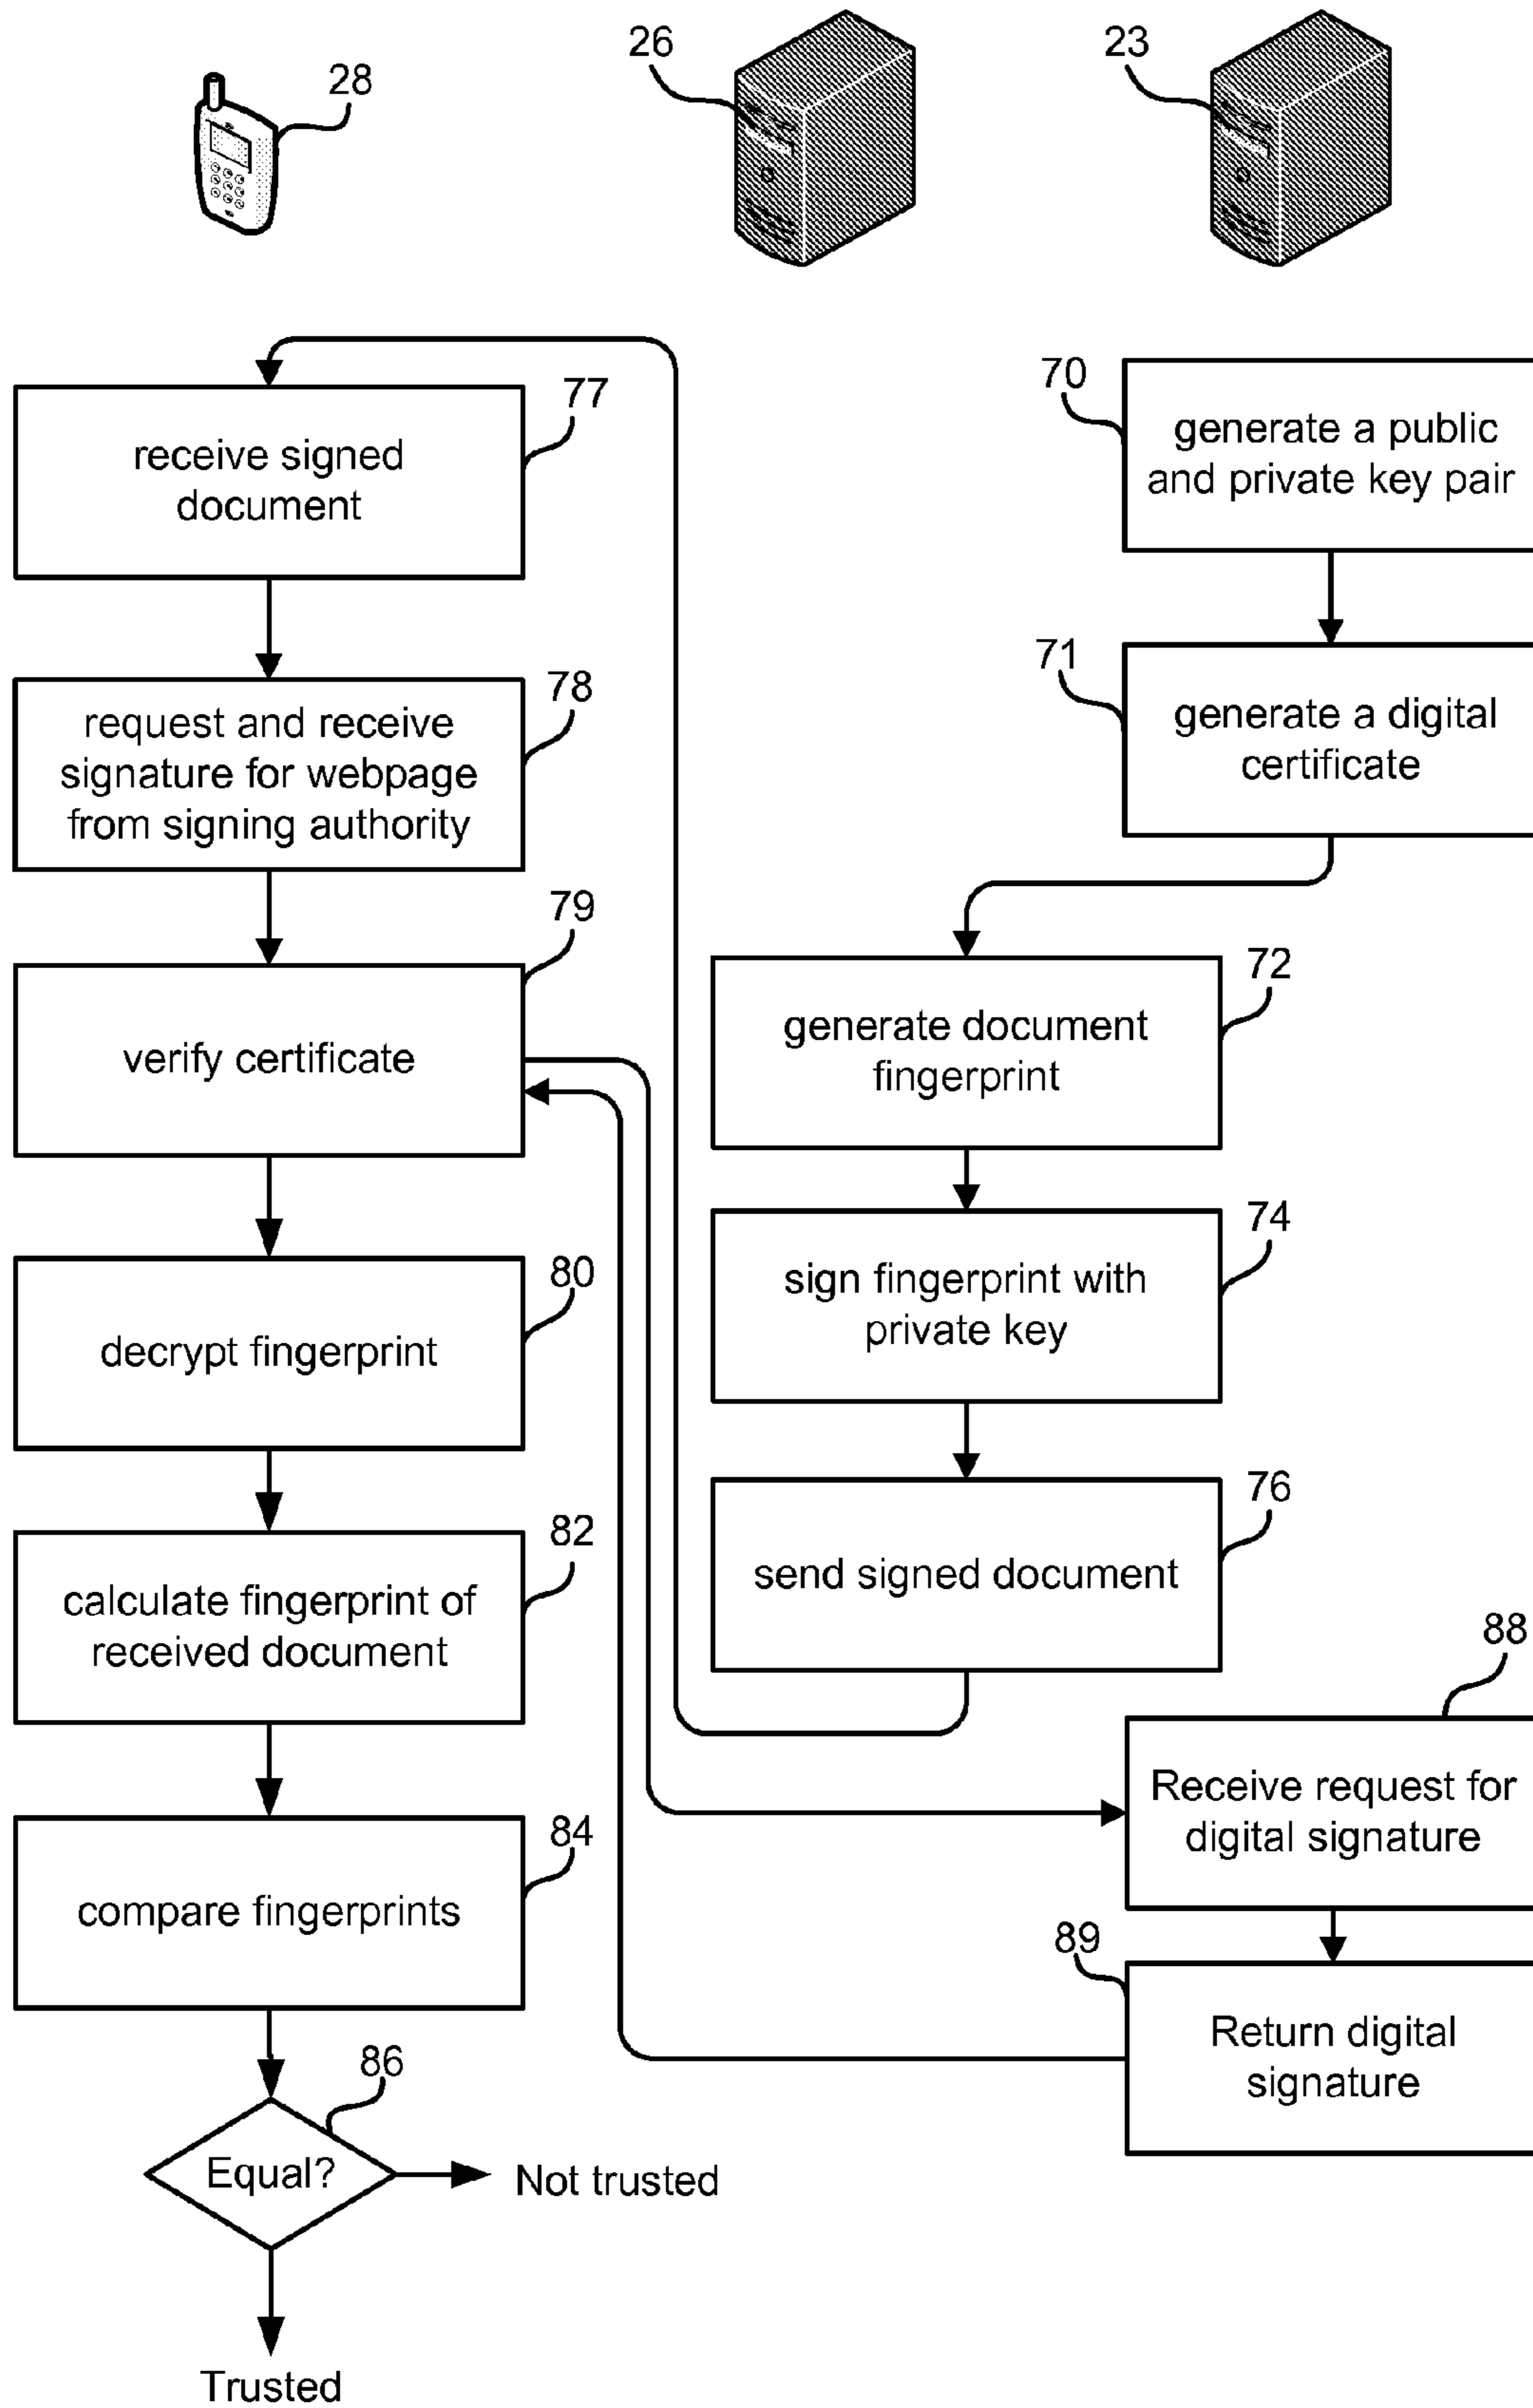 28
26
23
77
receive signed
document
70
generate a public
and private key pair
78
request and receive
signature for webpage
from signing authority
71
generate a digital
certificate
79
verify certificate
72
generate document
fingerprint
80
decrypt fingerprint
74
sign fingerprint with
private key
82
calculate fingerprint of
received document
76
send signed document
84
compare fingerprints
88
Receive request for
digital signature
89
Return digital
signature
86
Equal?
Not trusted
Trusted